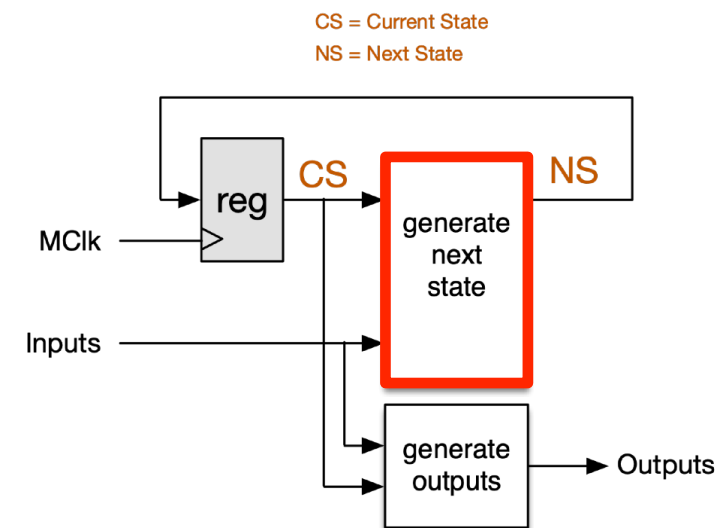 CS = Current State
NS = Next State
CS
NS
reg
generate
next
state
MClk
Inputs
generate
outputs
Outputs